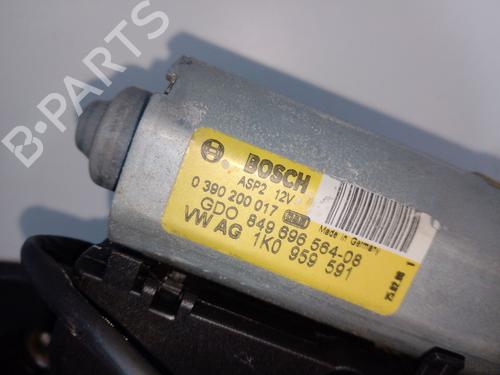 B-PARTS
BOSCH
ASP2 12V
0 390 200 017
GDO 849 696 564-08
VW AG 1K0 959 591
Made in Germany